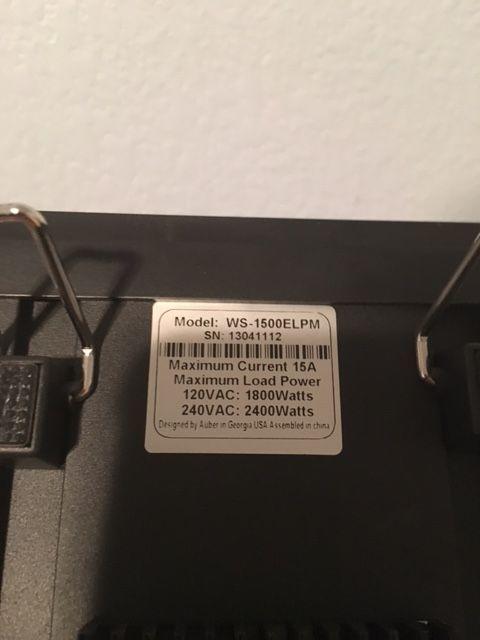 Model: WS-1500ELPM
SN: 13041112
Maximum Current 15A
Maximum Load Power
120VAC: 1800Watts
240VAC: 2400Watts
Designed by Auber in Georgia USA Assembled in china